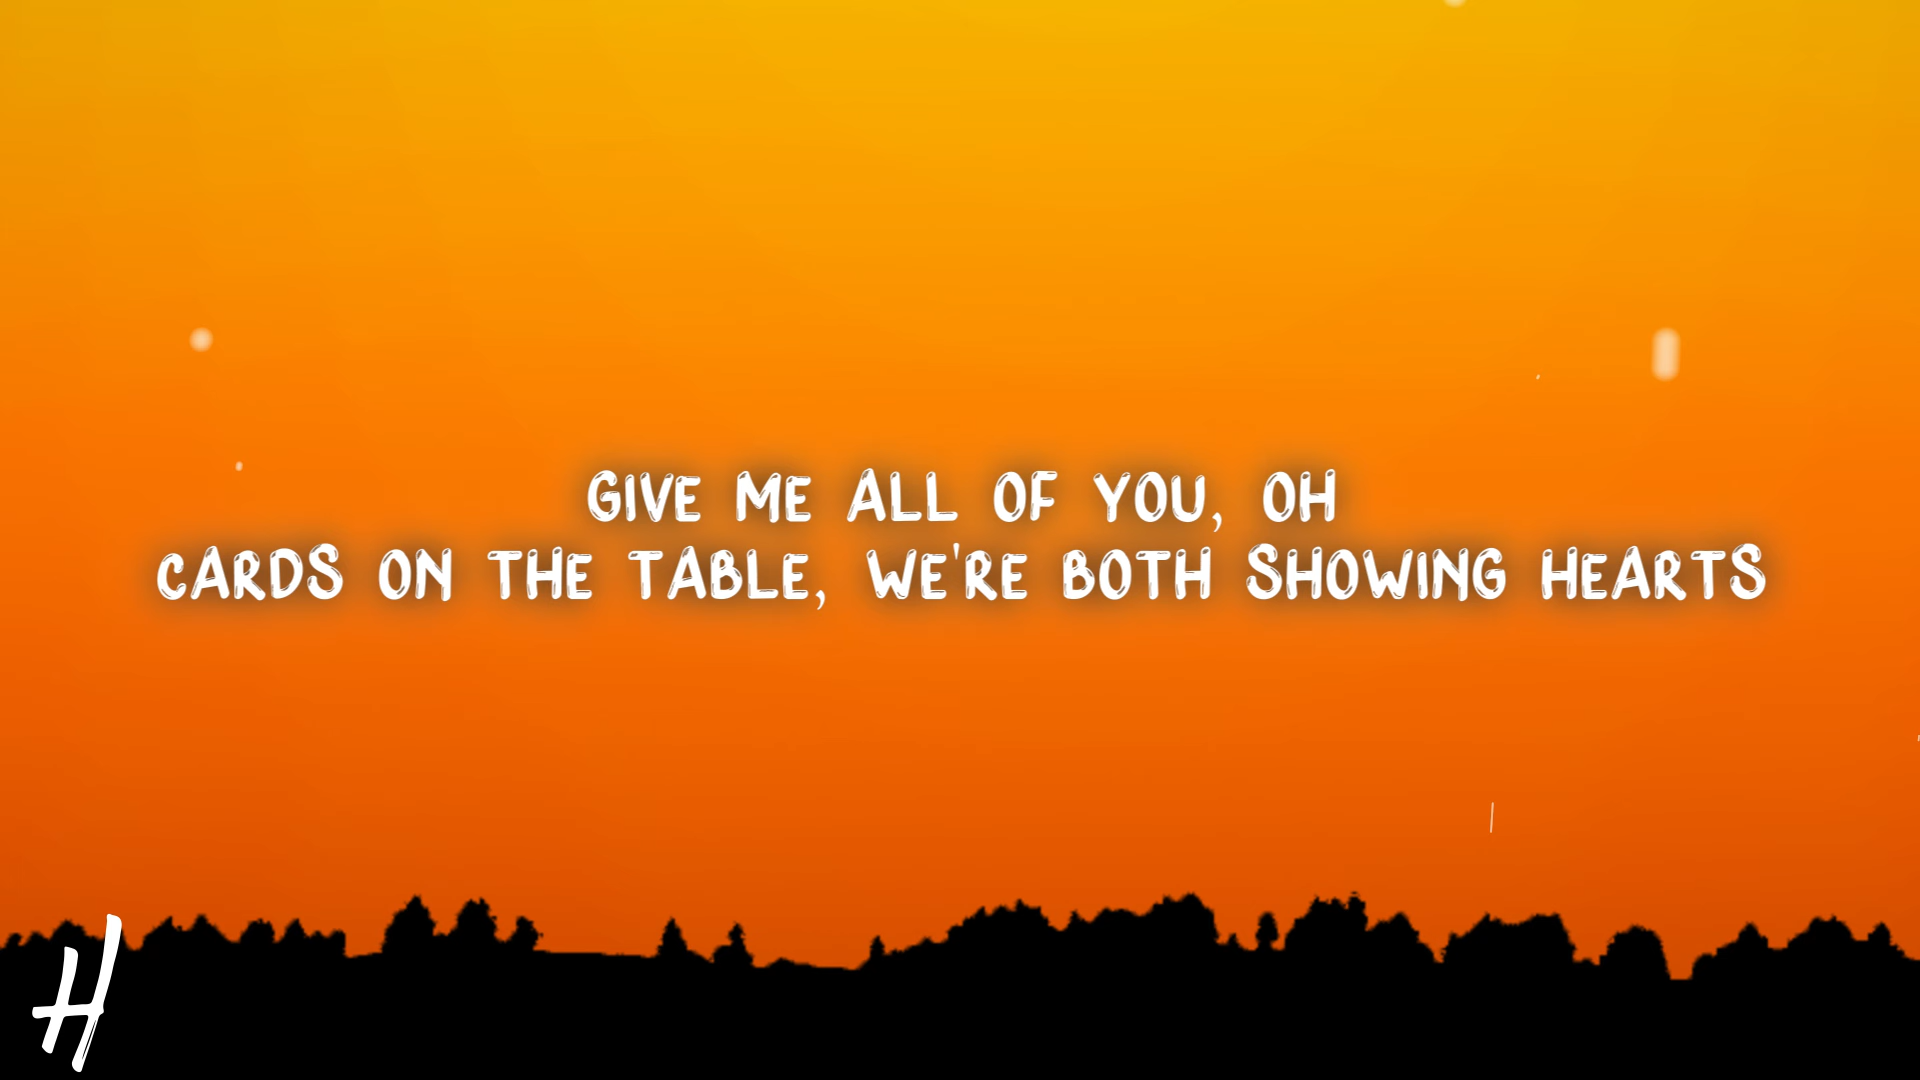 GIVE ME ALL OF YOU, OH
CARDS ON THE TABLE, WE'RE BOTH SHOWING HEARTS
H